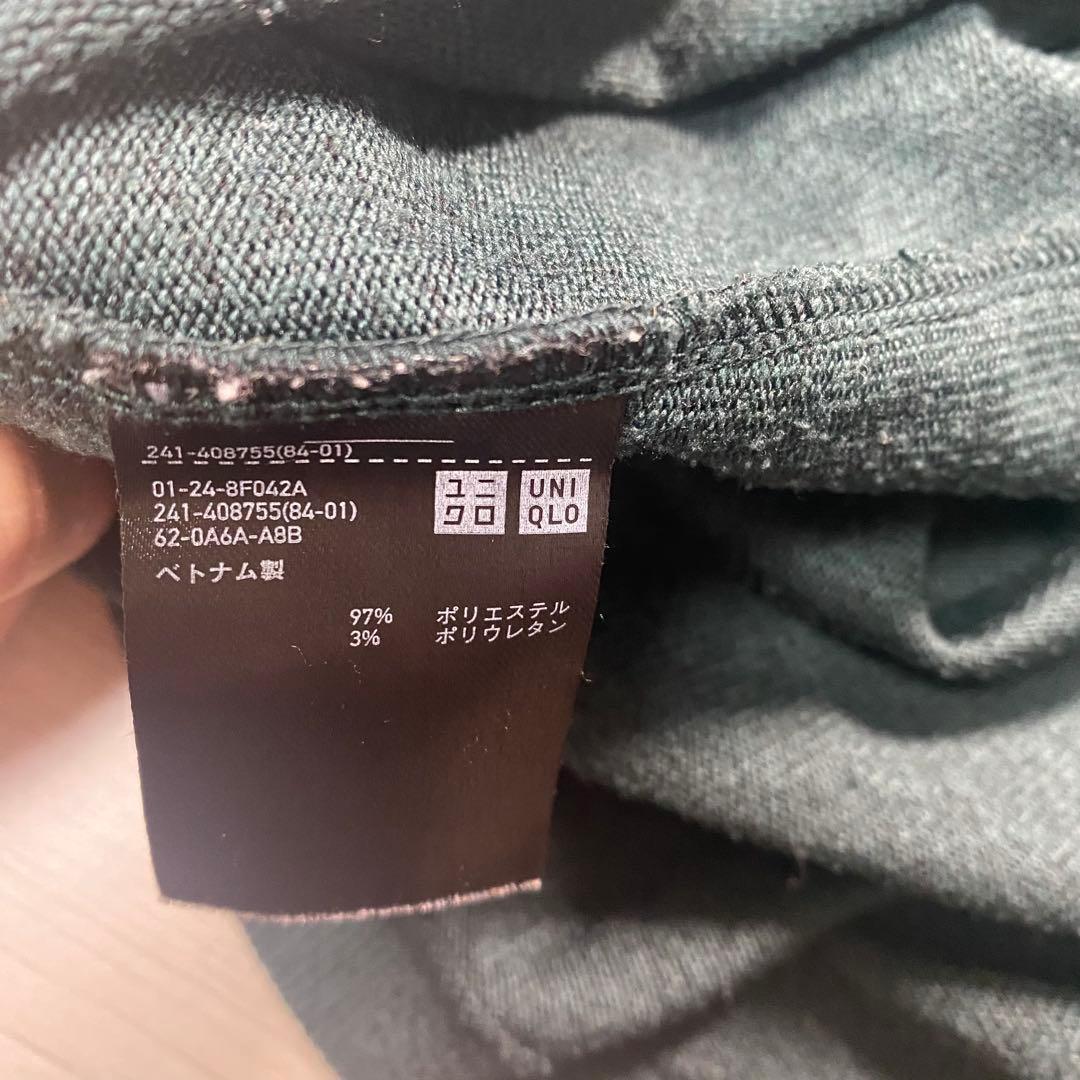 241-408755(84-01)
01-24-8F042A
241-408755(84-01)
62-0A6A-A8B
ベトナム製
ユニ
クロ
UNI
QLO
97% ポリエステル
3% ポリウレタン